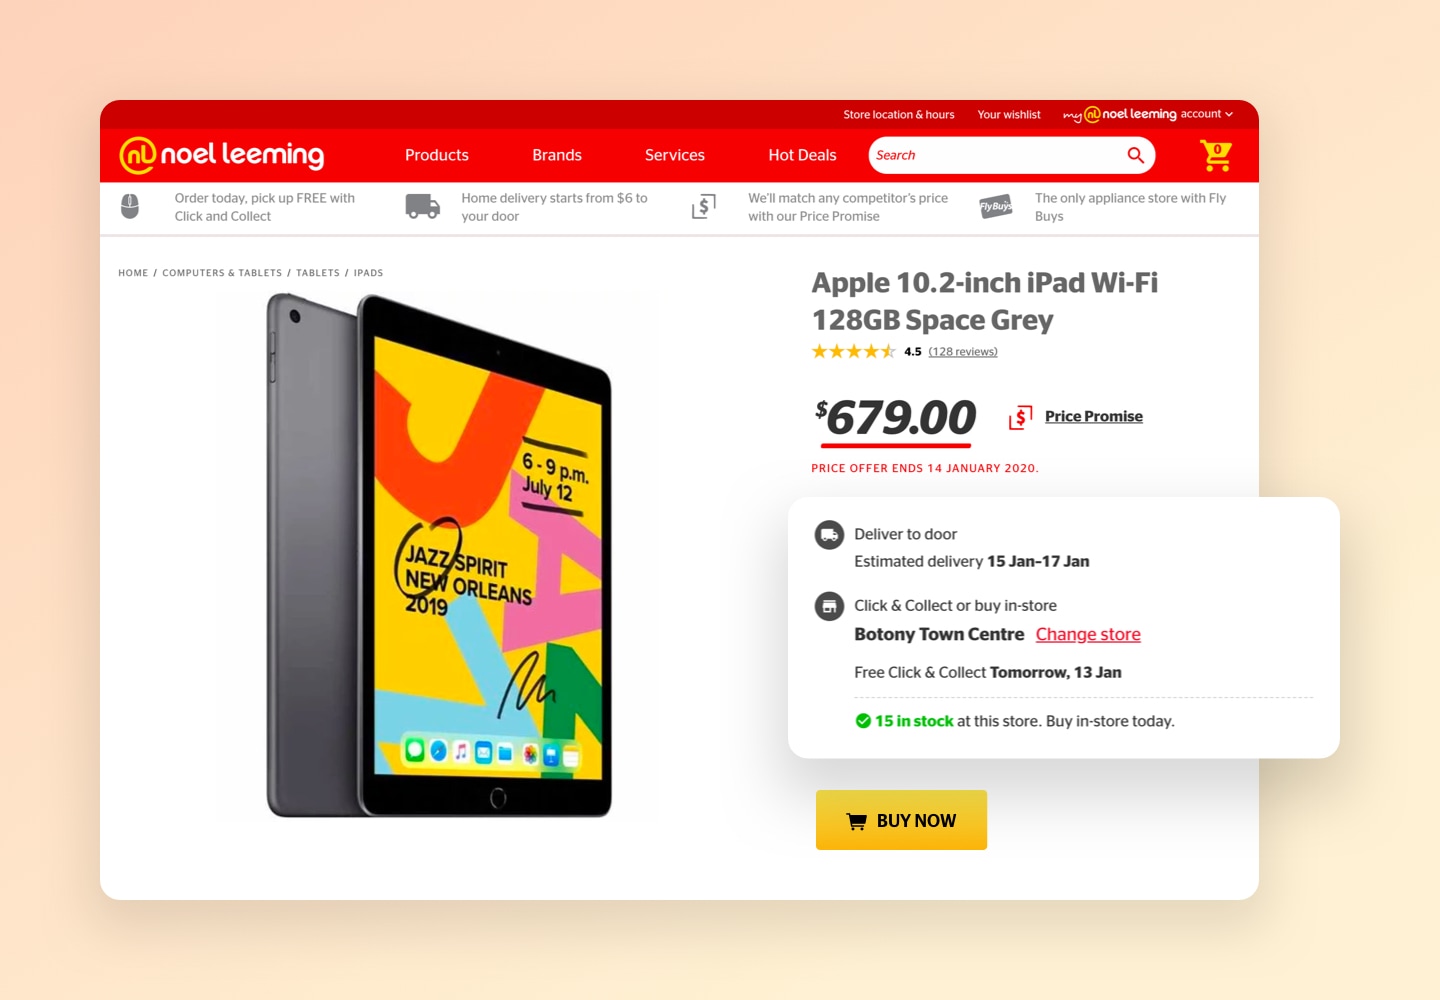 Store location & hours
Your wishlist
my noel leeming account
noel leeming
Products
Brands
Services
Hot Deals
Search
0
Order today, pick up FREE with
Click and Collect
Home delivery starts from $6 to
your door
$
We'll match any competitor's price
with our Price Promise
FlyBuys
The only appliance store with Fly
Buys
HOME / COMPUTERS & TABLETS / TABLETS / IPADS
6 - 9 p.m.
July 12
JAZZ SPIRIT
NEW ORLEANS
2019
Apple 10.2-inch iPad Wi-Fi
128GB Space Grey
4.5 (128 reviews)
$679.00
$ Price Promise
PRICE OFFER ENDS 14 JANUARY 2020.
Deliver to door
Estimated delivery 15 Jan–17 Jan
Click & Collect or buy in-store
Botony Town Centre Change store
Free Click & Collect Tomorrow, 13 Jan
15 in stock at this store. Buy in-store today.
BUY NOW